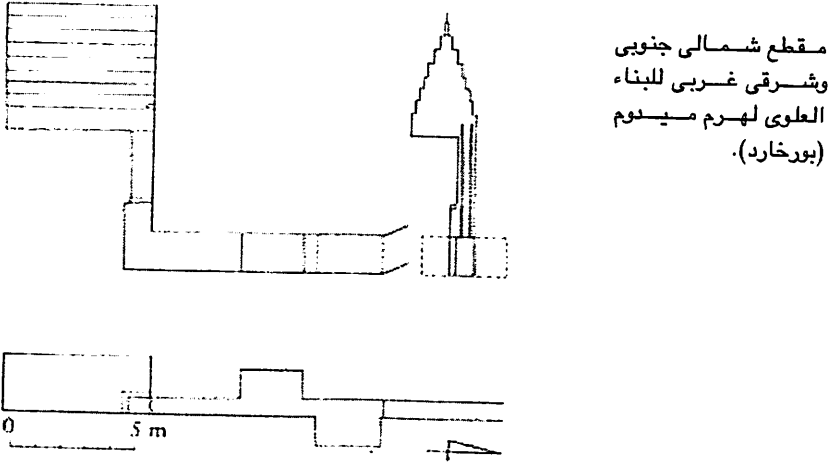 مقطع شمالى جنوبى
وشرقى غربى للبناء
العلوى لهرم ميدوم
(بورخارد).
0 5 m